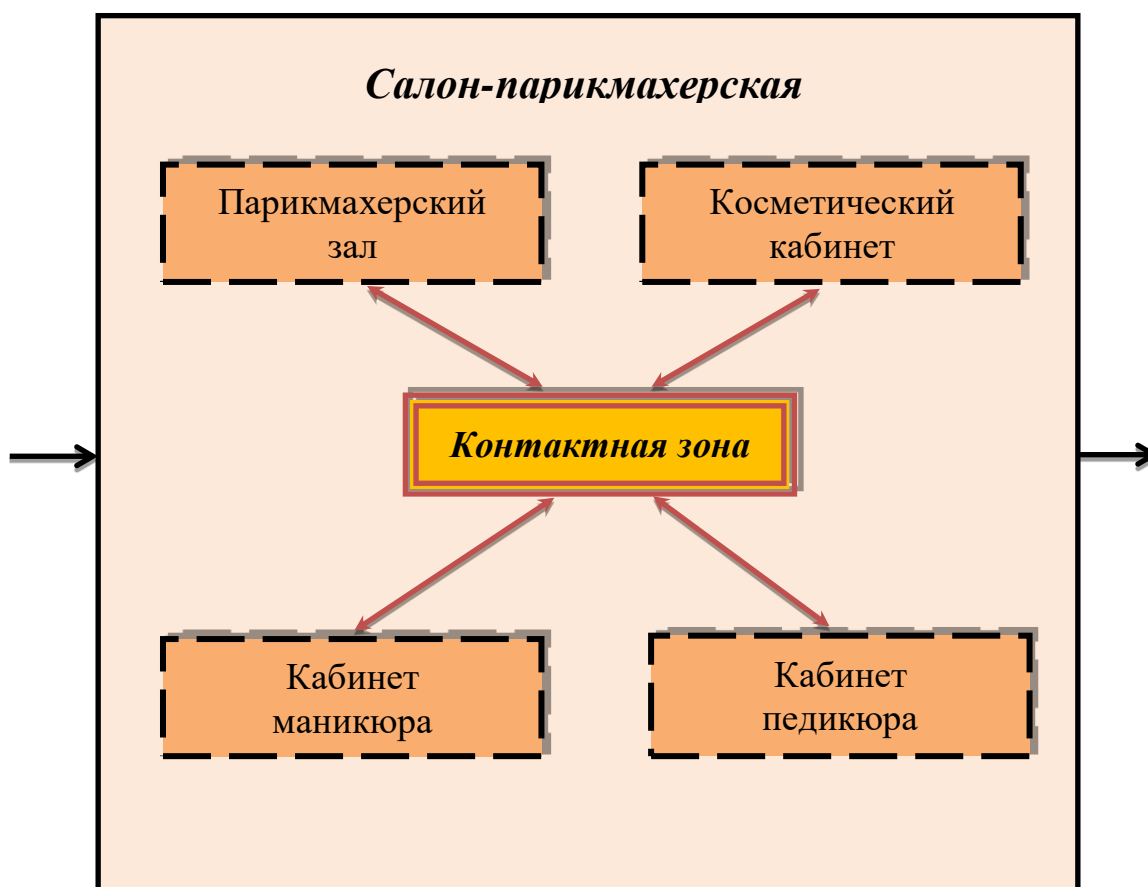 Салон-парикмахерская
Парикмахерский
зал
Косметический
кабинет
Контактная зона
Кабинет
маникюра
Кабинет
педикюра